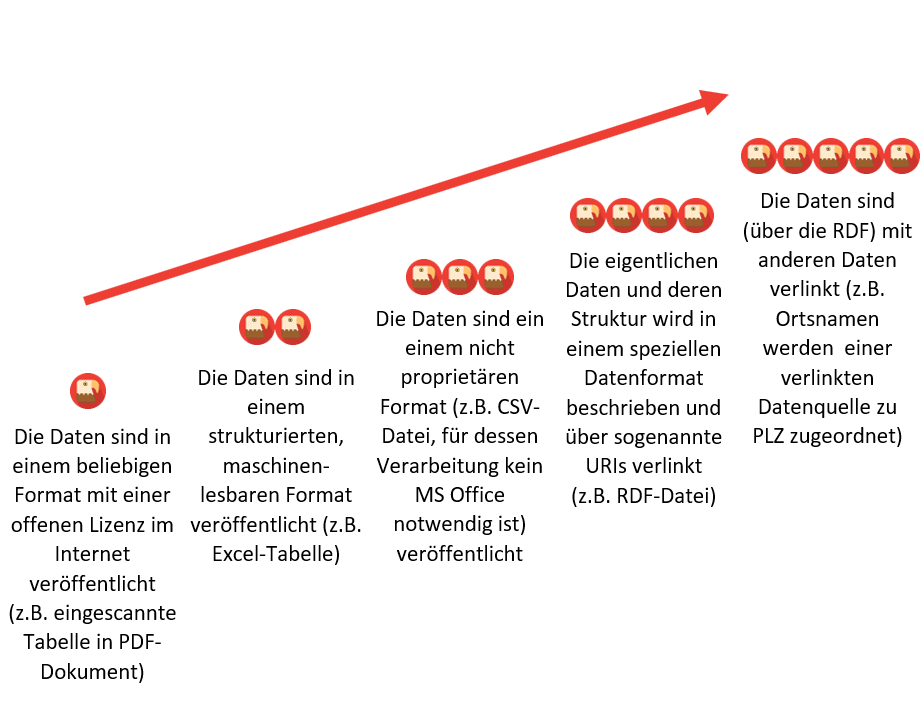 Die Daten sind in
einem beliebigen
Format mit einer
offenen Lizenz im
Internet
veröffentlicht
(z.B. eingescannte
Tabelle in PDF-
Dokument)
Die Daten sind in
einem
strukturierten,
maschinen-
lesbaren Format
veröffentlicht (z.B.
Excel-Tabelle)
Die Daten sind ein
einem nicht
proprietären
Format (z.B. CSV-
Datei, für dessen
Verarbeitung kein
MS Office
notwendig ist)
veröffentlicht
Die eigentlichen
Daten und deren
Struktur wird in
einem speziellen
Datenformat
beschrieben und
über sogenannte
URIs verlinkt
(z.B. RDF-Datei)
Die Daten sind
(über die RDF) mit
anderen Daten
verlinkt (z.B.
Ortsnamen
werden  einer
verlinkten
Datenquelle zu
PLZ zugeordnet)